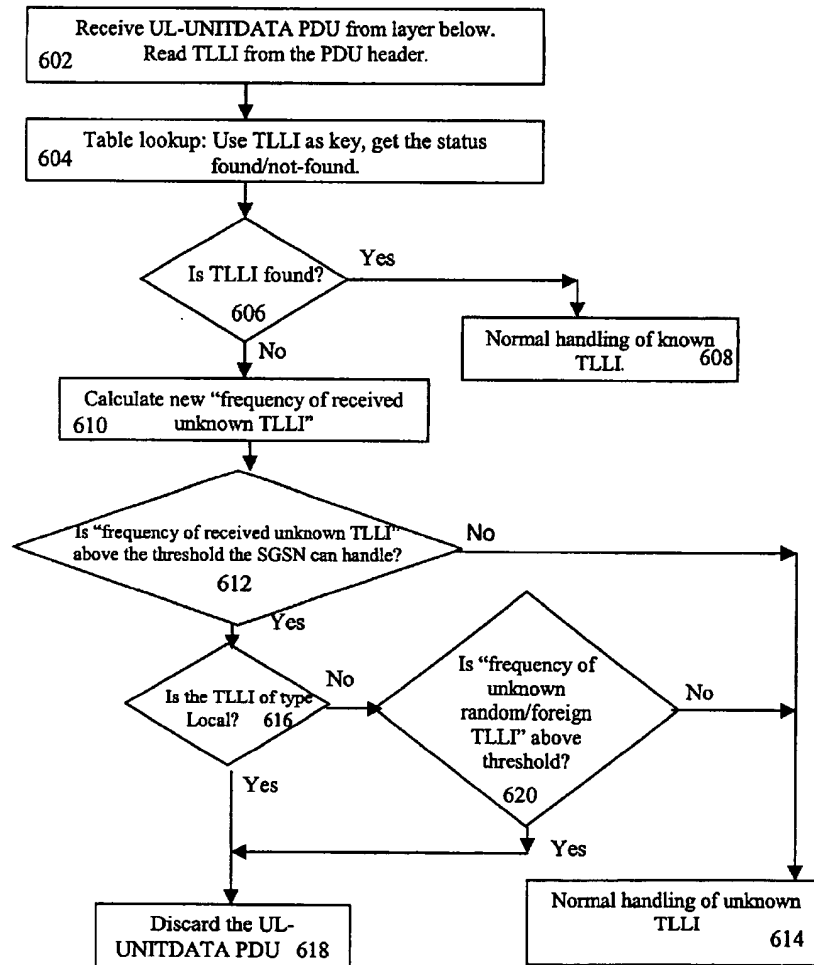 Receive UL-UNITDATA PDU from layer below.
Read TLLI from the PDU header.
602
Table lookup: Use TLLI as key, get the status
found/not-found.
604
Is TLLI found?
606
Yes
No
Normal handling of known
TLLI.
608
Calculate new “frequency of received
unknown TLLI”
610
Is “frequency of received unknown TLLI”
above the threshold the SGSN can handle?
612
No
Yes
Is the TLLI of type
Local?
616
No
Yes
Is “frequency of
unknown
random/foreign
TLLI” above
threshold?
620
No
Yes
Discard the UL-
UNITDATA PDU
618
Normal handling of unknown
TLLI
614